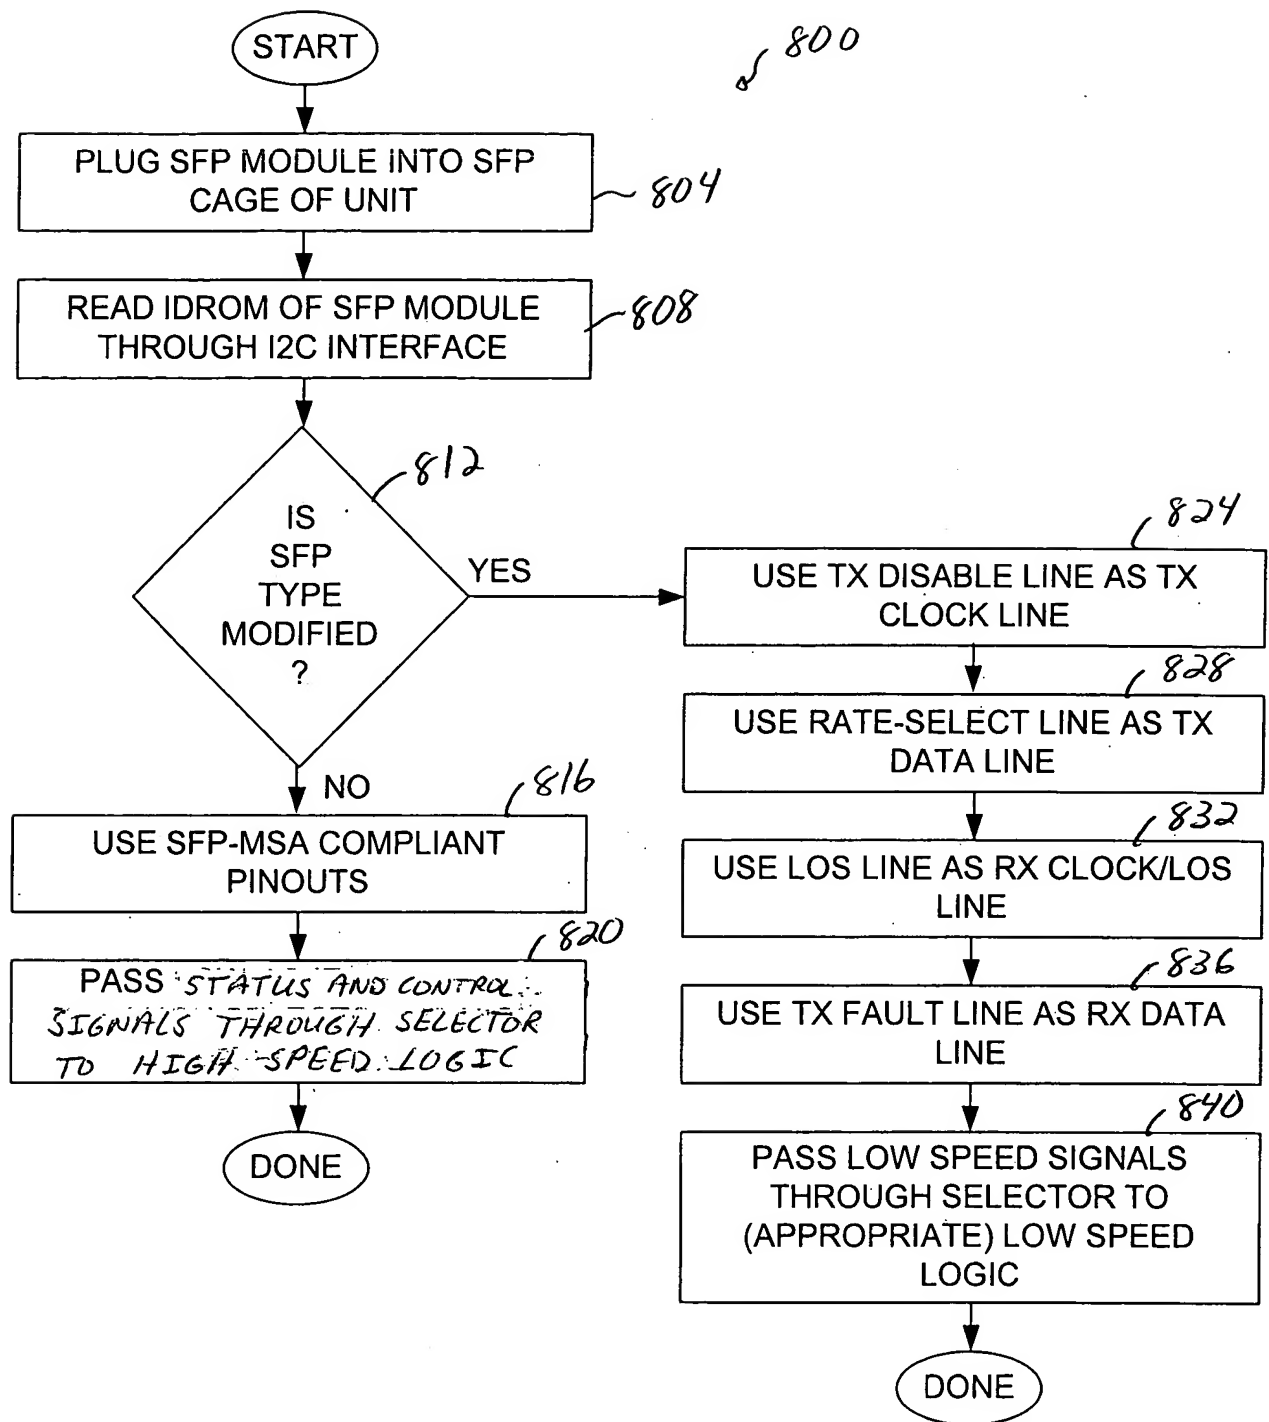 START
800
PLUG SFP MODULE INTO SFP
CAGE OF UNIT
804
READ IDROM OF SFP MODULE
THROUGH I2C INTERFACE
808
812
IS
SFP
TYPE
MODIFIED
?
YES
NO
816
USE SFP-MSA COMPLIANT
PINOUTS
820
PASS STATUS AND CONTROL
SIGNALS THROUGH SELECTOR
TO HIGH SPEED LOGIC
DONE
824
USE TX DISABLE LINE AS TX
CLOCK LINE
828
USE RATE-SELECT LINE AS TX
DATA LINE
832
USE LOS LINE AS RX CLOCK/LOS
LINE
836
USE TX FAULT LINE AS RX DATA
LINE
840
PASS LOW SPEED SIGNALS
THROUGH SELECTOR TO
(APPROPRIATE) LOW SPEED
LOGIC
DONE